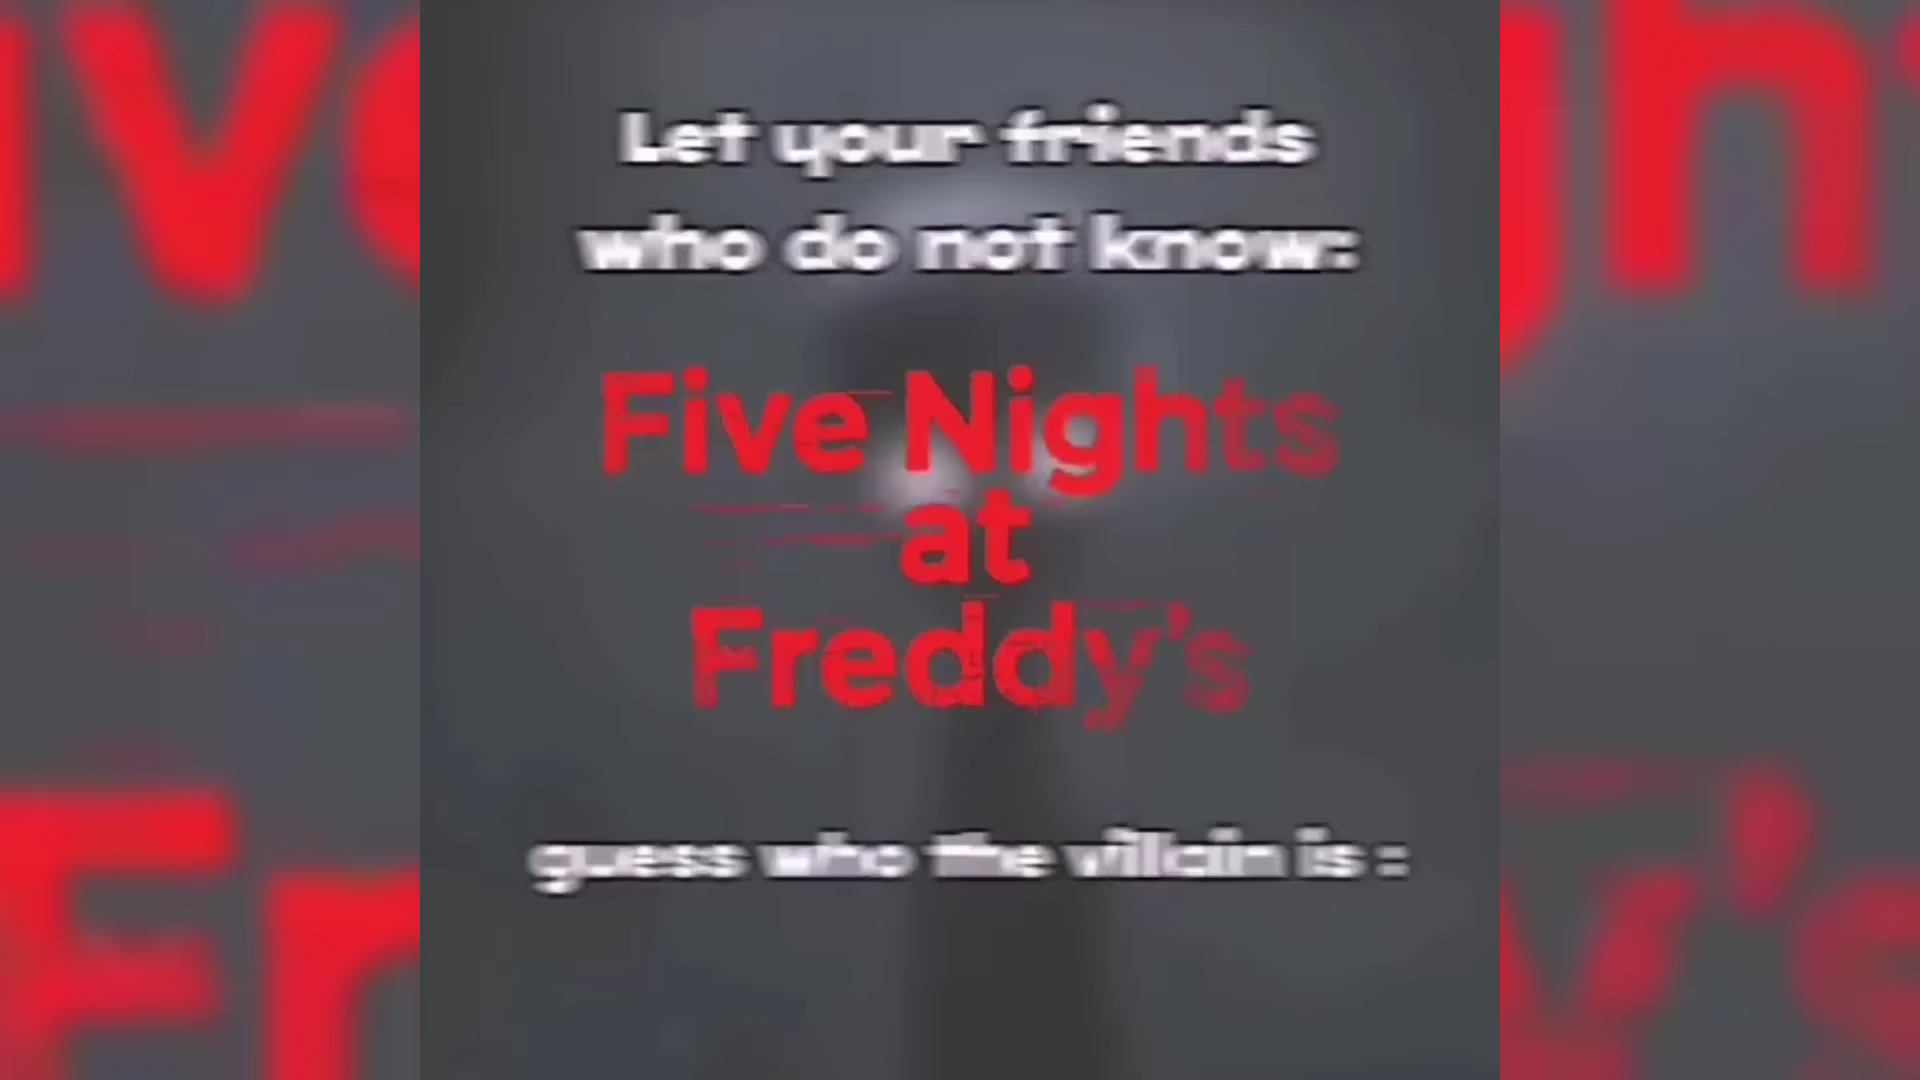 Let your friends
who do not know:
Five Nights
at
Freddy's
guess who the villain is :